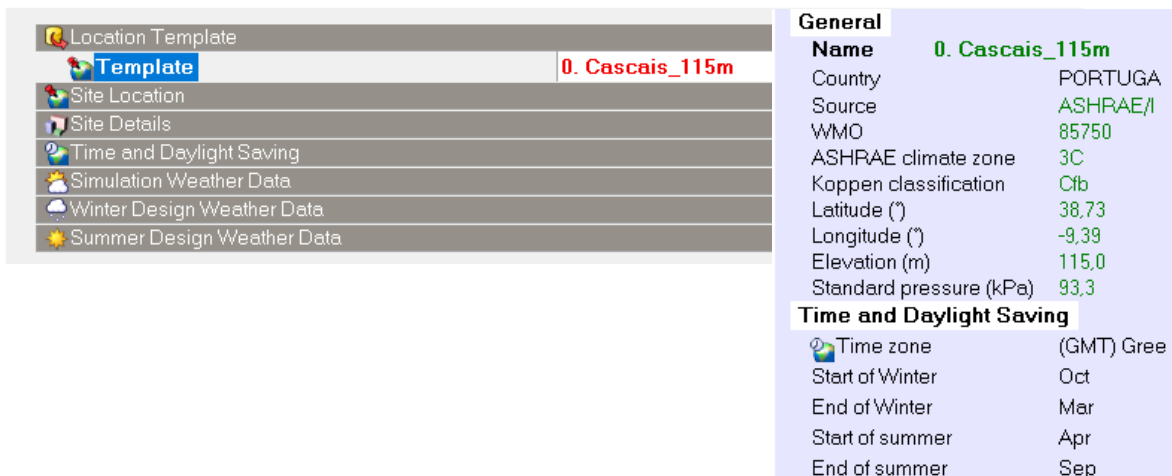 Location Template
Template 0. Cascais_115m
Site Location
Site Details
Time and Daylight Saving
Simulation Weather Data
Winter Design Weather Data
Summer Design Weather Data
General
Name 0. Cascais_115m
Country PORTUGA
Source ASHRAE/I
WMO 85750
ASHRAE climate zone 3C
Koppen classification Cfb
Latitude (°) 38,73
Longitude (°) -9,39
Elevation (m) 115,0
Standard pressure (kPa) 93,3
Time and Daylight Saving
Time zone (GMT) Gree
Start of Winter Oct
End of Winter Mar
Start of summer Apr
End of summer Sep